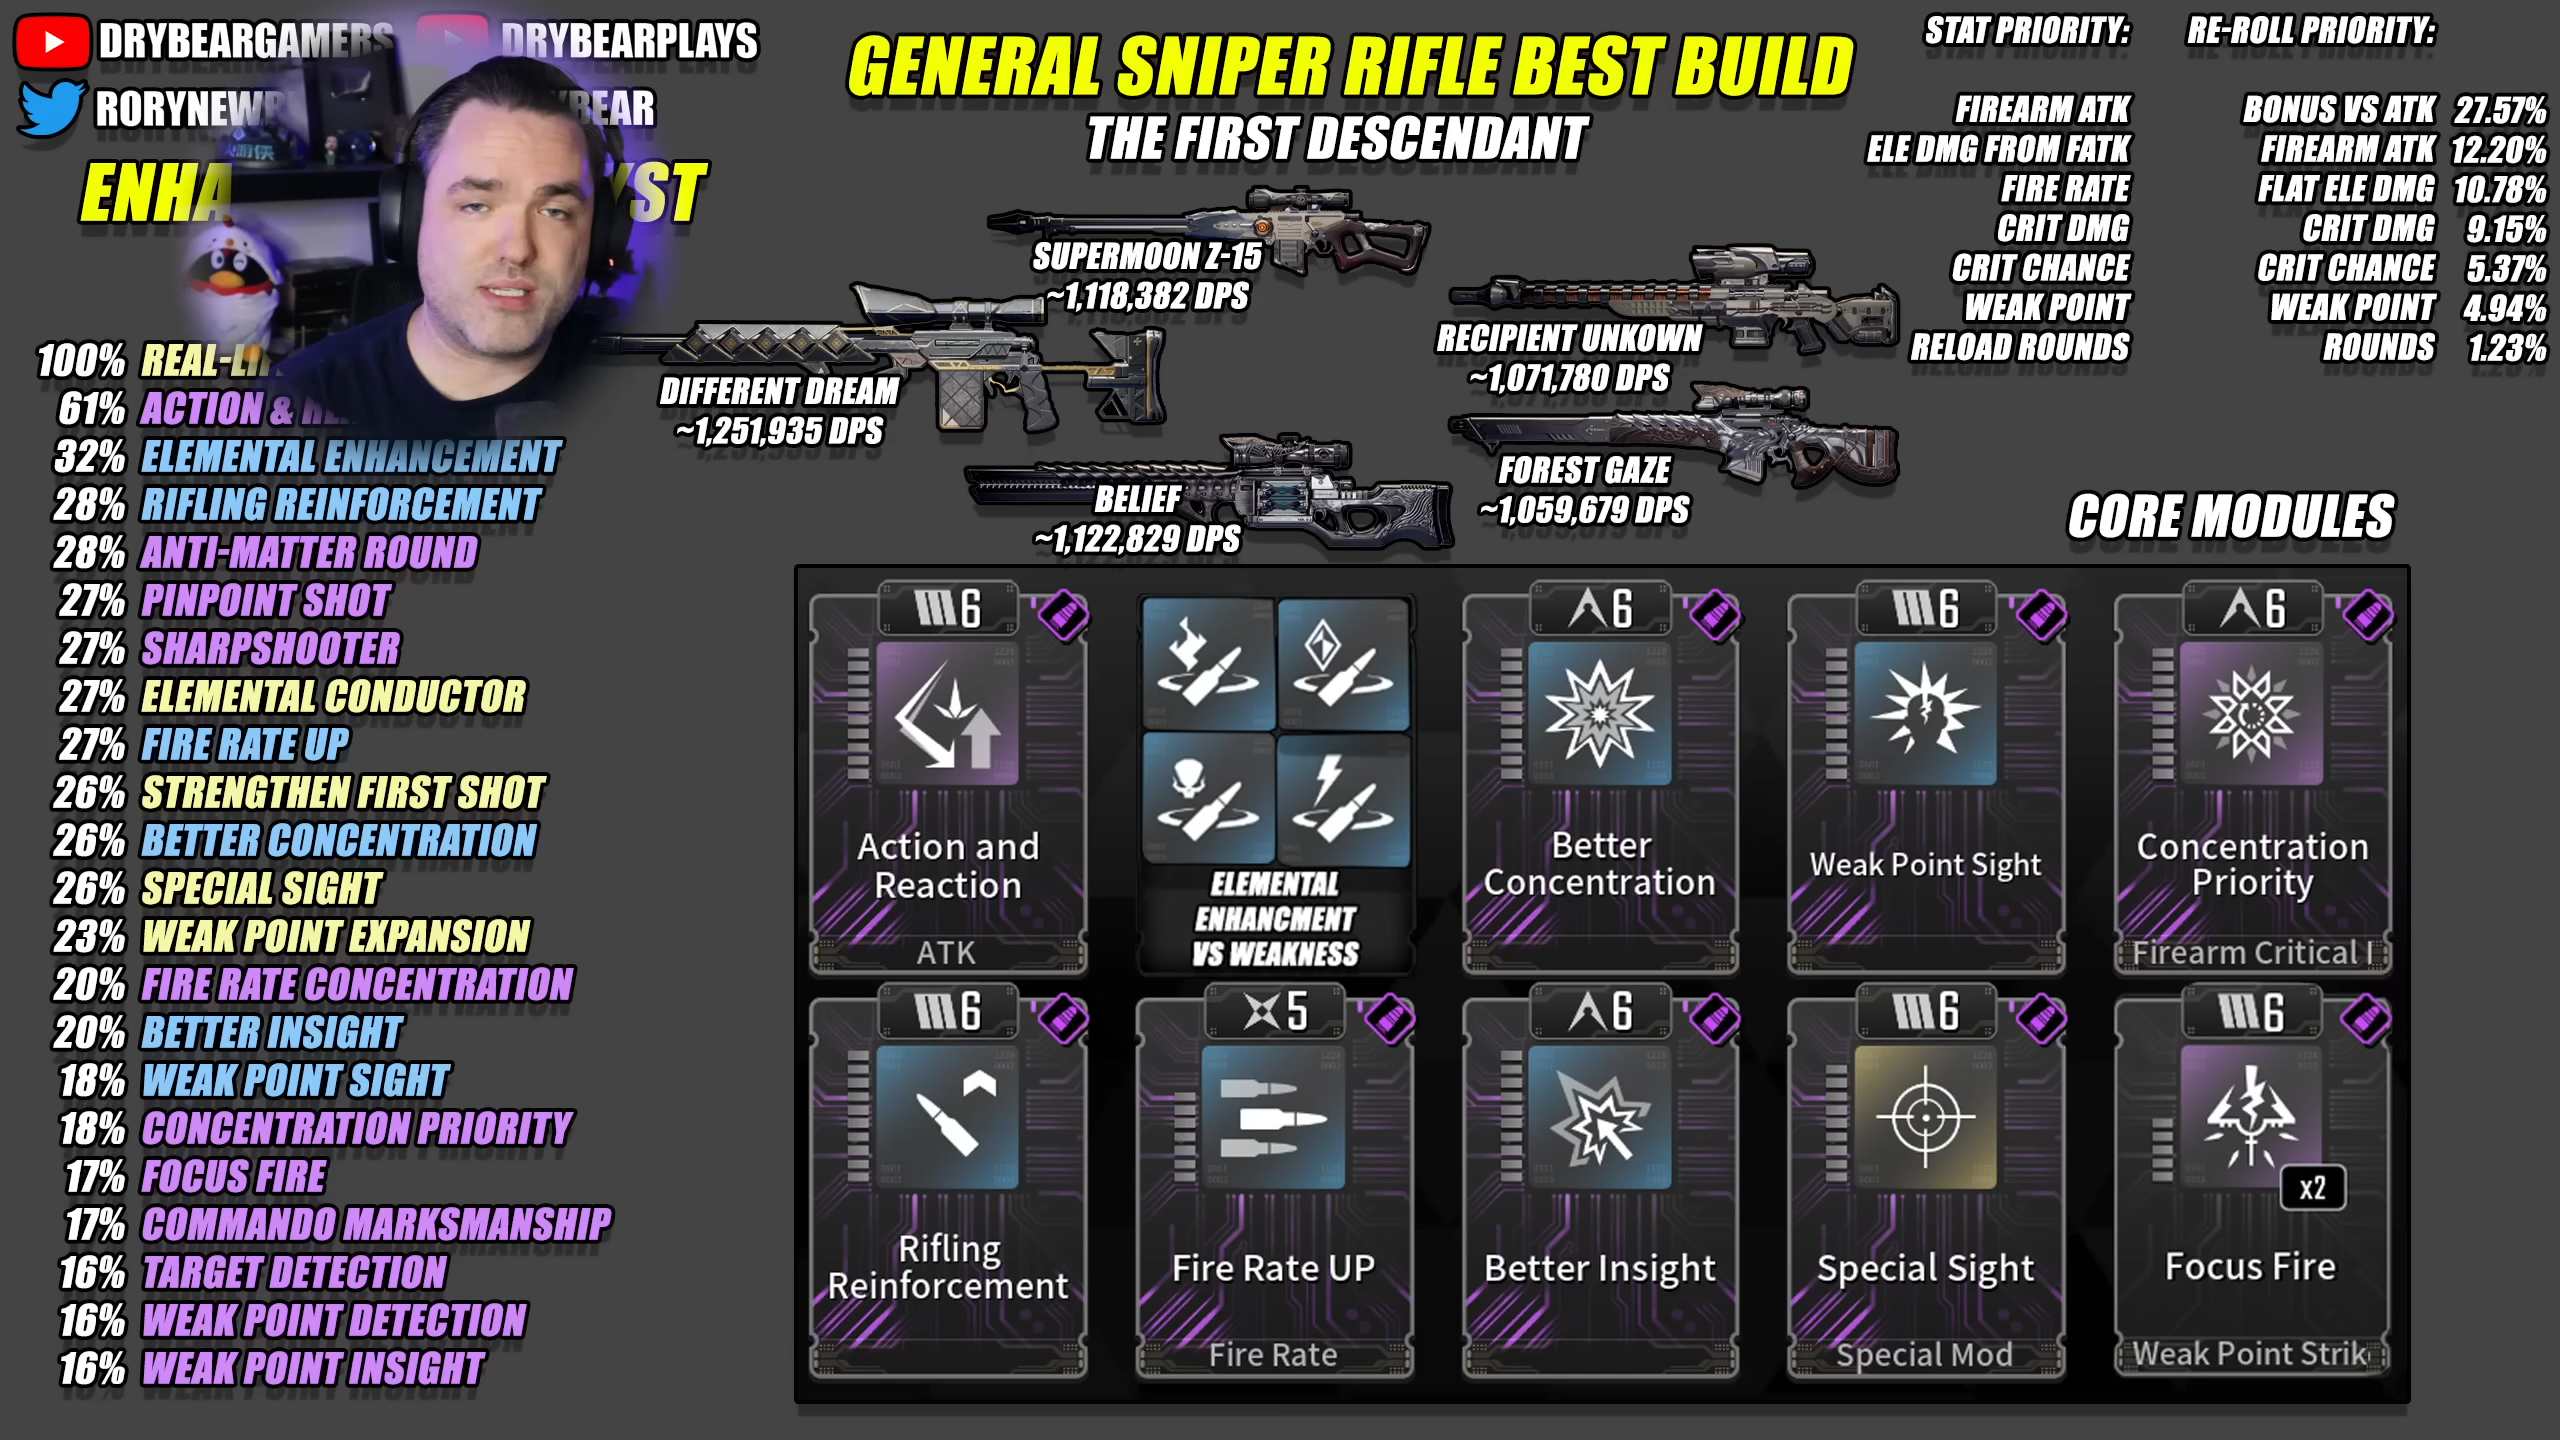 DRYBEARGAMERS
DRYBEARPLAYS
GENERAL SNIPER RIFLE BEST BUILD
THE FIRST DESCENDANT
SUPERMOON Z-15
~1,118,382 DPS
DIFFERENT DREAM
~1,251,935 DPS
RECIPIENT UNKOWN
~1,071,780 DPS
FOREST GAZE
~1,059,679 DPS
BELIEF
~1,122,829 DPS
STAT PRIORITY:
FIREARM ATK
ELE DMG FROM FATK
FIRE RATE
CRIT DMG
CRIT CHANCE
WEAK POINT
RELOAD ROUNDS
RE-ROLL PRIORITY:
BONUS VS ATK 27.57%
FIREARM ATK 12.20%
FLAT ELE DMG 10.78%
CRIT DMG 9.15%
CRIT CHANCE 5.37%
WEAK POINT 4.94%
ROUNDS 1.23%
100%
61% ACTION &
32% ELEMENTAL ENHANCEMENT
28% RIFLING REINFORCEMENT
28% ANTI-MATTER ROUND
27% PINPOINT SHOT
27% SHARPSHOOTER
27% ELEMENTAL CONDUCTOR
27% FIRE RATE UP
26% STRENGTHEN FIRST SHOT
26% BETTER CONCENTRATION
26% SPECIAL SIGHT
23% WEAK POINT EXPANSION
20% FIRE RATE CONCENTRATION
20% BETTER INSIGHT
18% WEAK POINT SIGHT
18% CONCENTRATION PRIORITY
17% FOCUS FIRE
17% COMMANDO MARKSMANSHIP
16% TARGET DETECTION
16% WEAK POINT DETECTION
16% WEAK POINT INSIGHT
CORE MODULES
6
Action and
Reaction
ATK
ELEMENTAL
ENHANCMENT
VS WEAKNESS
6
Better
Concentration
6
Weak Point Sight
6
Concentration
Priority
Firearm Critical
6
Rifling
Reinforcement
5
Fire Rate UP
Fire Rate
6
Better Insight
6
Special Sight
Special Mod
6
x2
Focus Fire
Weak Point Strik